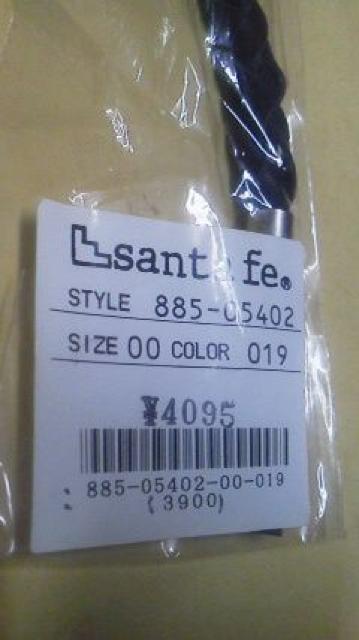 santa fe®
STYLE 885-05402
SIZE 00 COLOR 019
¥4095
885-05402-00-019
(3900)